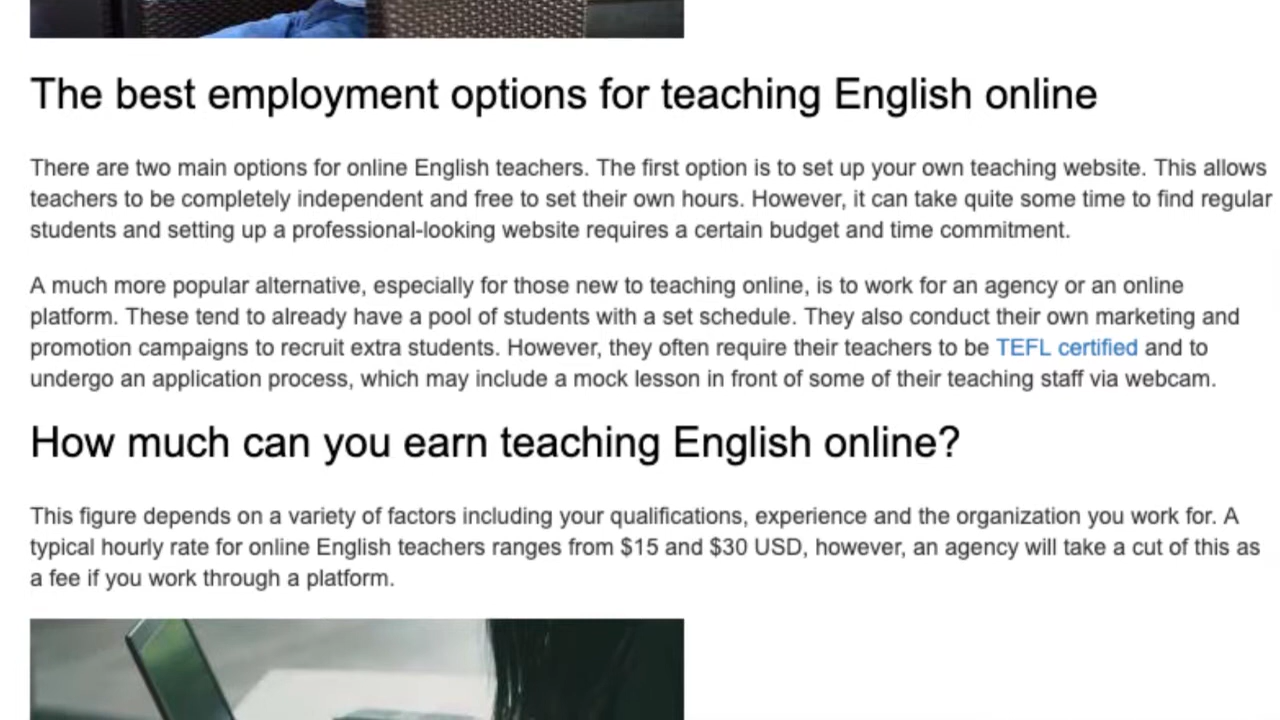 The best employment options for teaching English online
There are two main options for online English teachers. The first option is to set up your own teaching website. This allows
teachers to be completely independent and free to set their own hours. However, it can take quite some time to find regular
students and setting up a professional-looking website requires a certain budget and time commitment.
A much more popular alternative, especially for those new to teaching online, is to work for an agency or an online
platform. These tend to already have a pool of students with a set schedule. They also conduct their own marketing and
promotion campaigns to recruit extra students. However, they often require their teachers to be TEFL certified and to
undergo an application process, which may include a mock lesson in front of some of their teaching staff via webcam.
How much can you earn teaching English online?
This figure depends on a variety of factors including your qualifications, experience and the organization you work for. A
typical hourly rate for online English teachers ranges from $15 and $30 USD, however, an agency will take a cut of this as
a fee if you work through a platform.